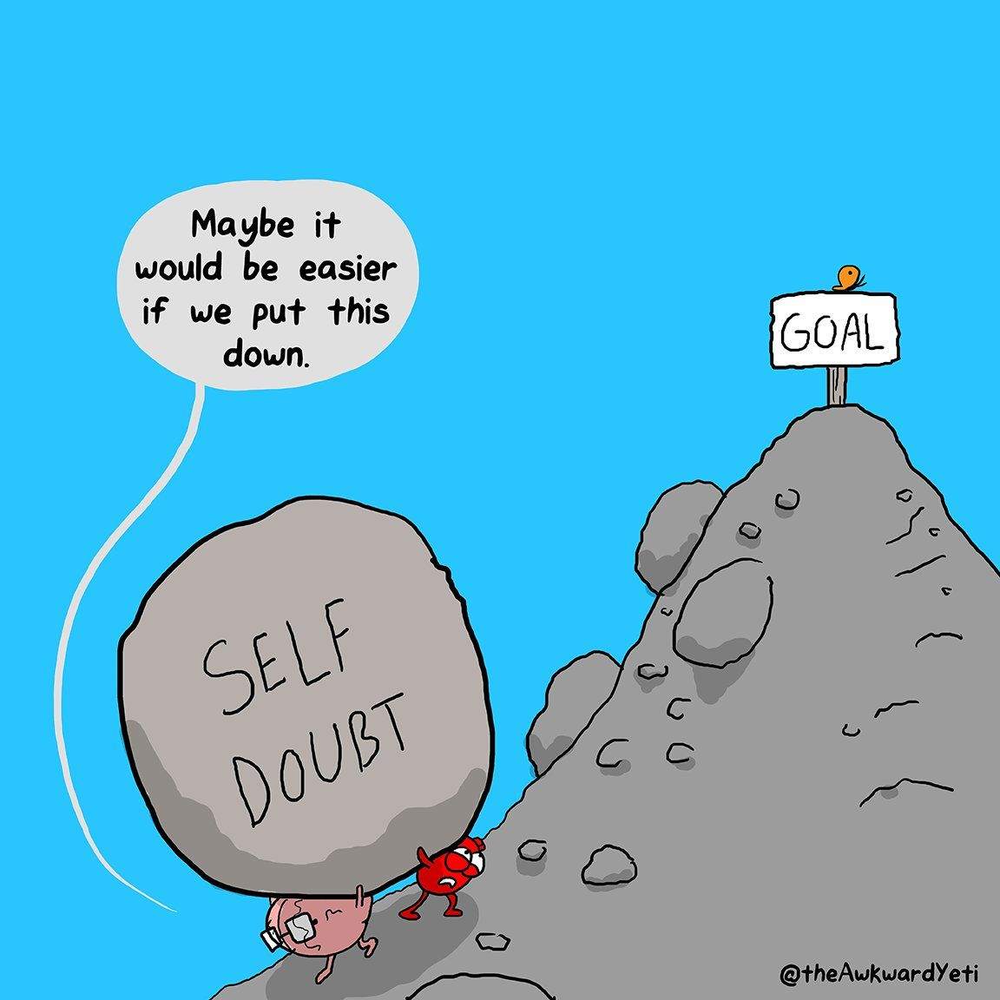 Maybe it
would be easier
if we put this
down.
GOAL
SELF
DOUBT
@theAwkwardYeti